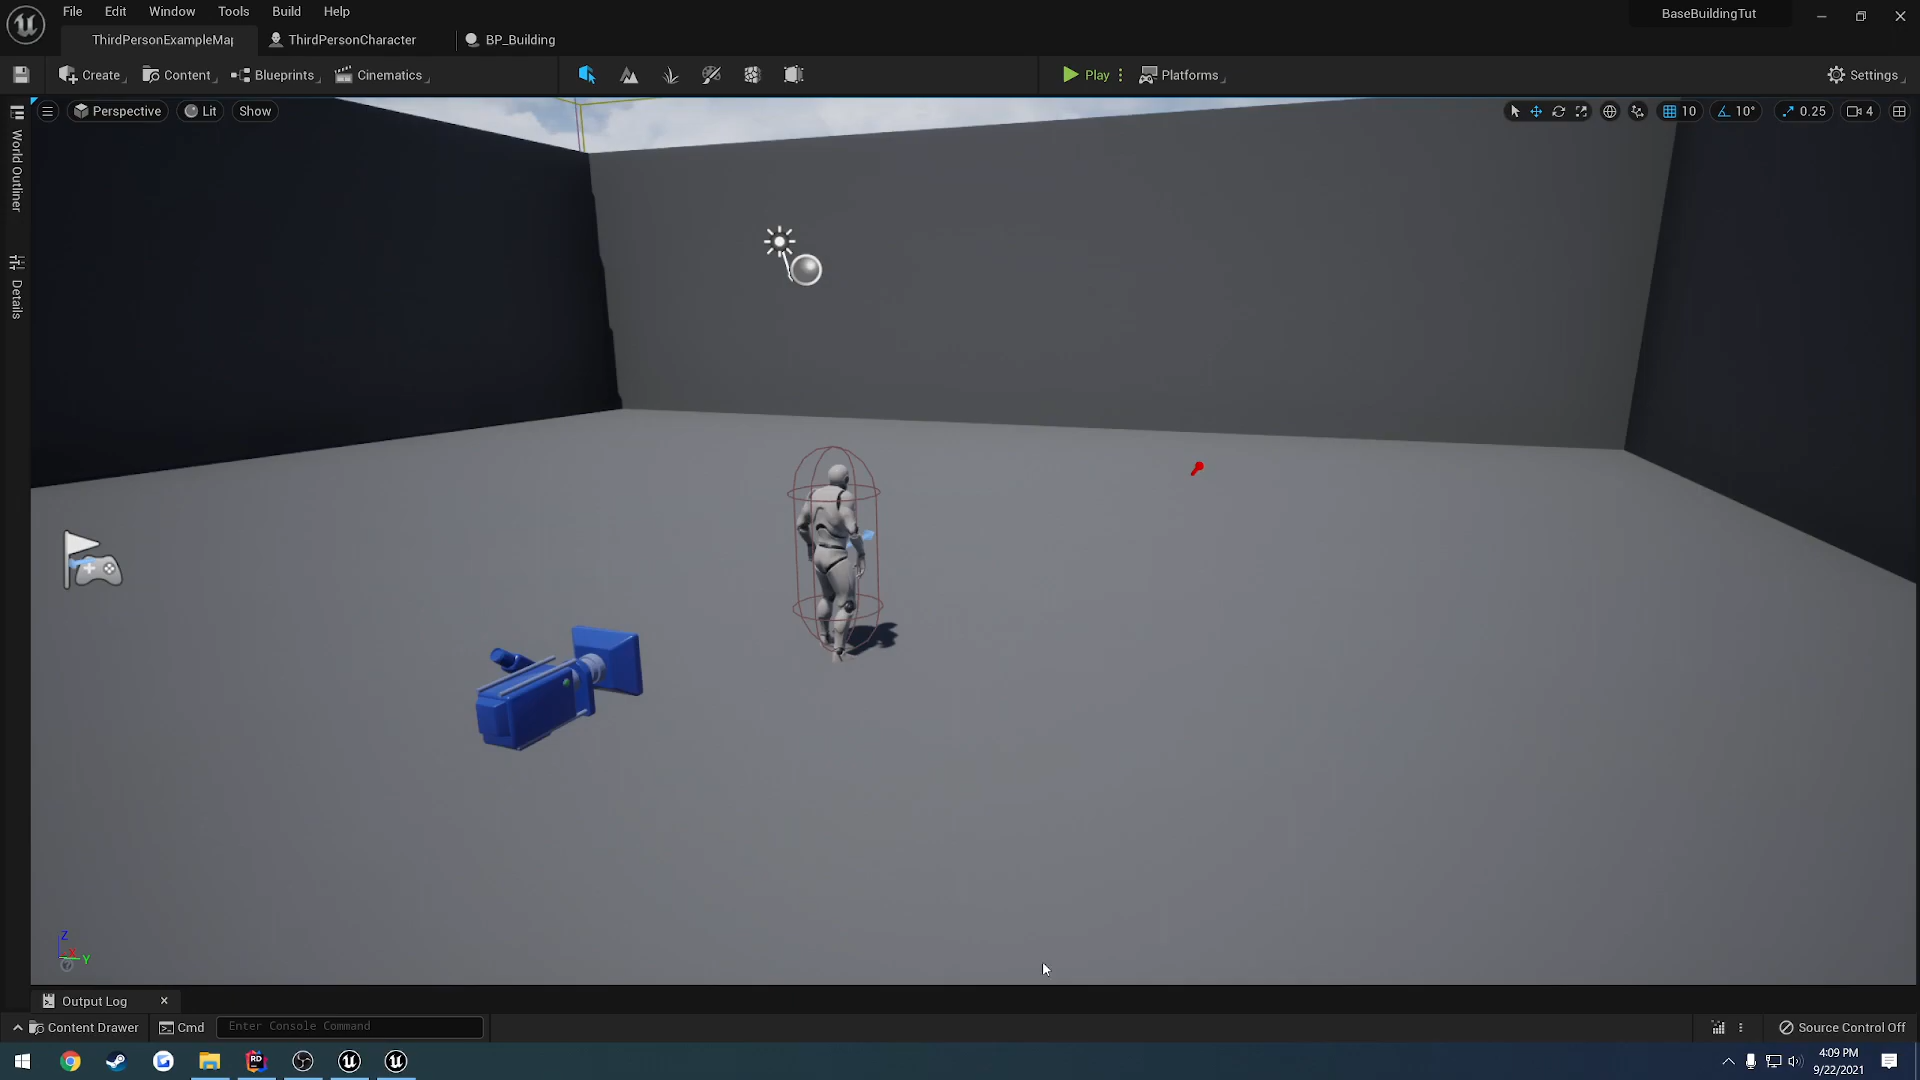 File Edit Window Tools Build Help
BaseBuildingTut
ThirdPersonExampleMap
ThirdPersonCharacter
BP_Building
Create Content Blueprints Cinematics
Play Platforms
Settings
Perspective Lit Show
10 10° 0.25 4
World Outliner
Details
Z
X
Y
Output Log
Content Drawer Cmd Enter Console Command
Source Control Off
RD
4:09 PM
9/22/2021